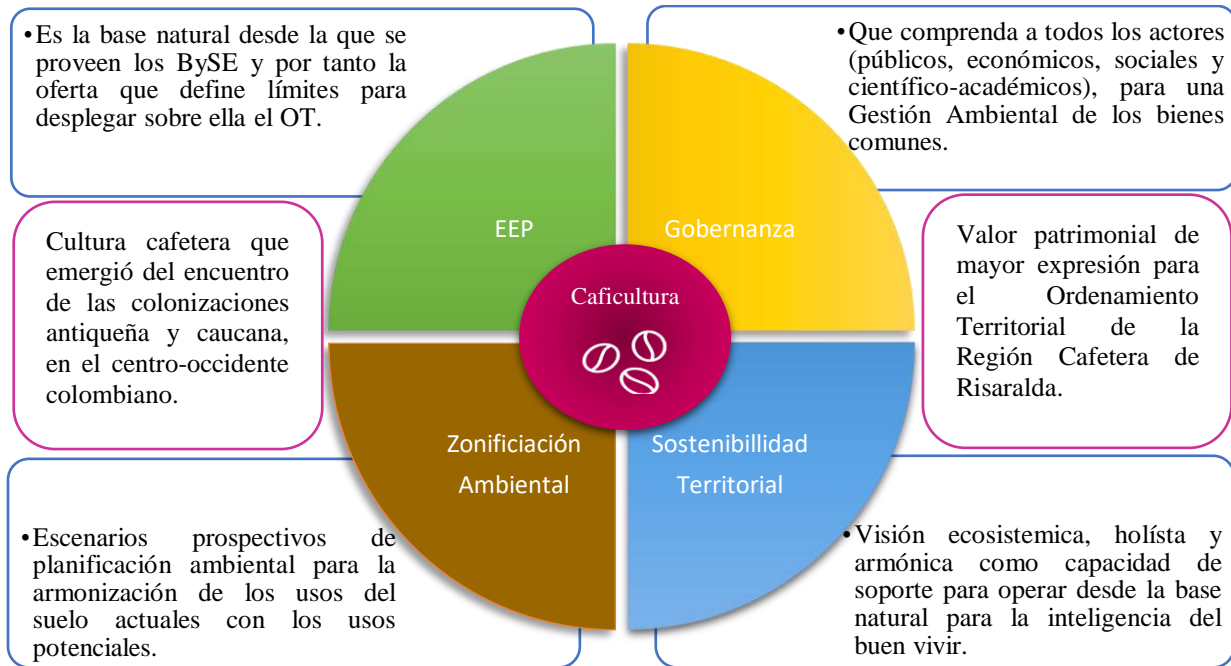 •Es la base natural desde la que se
proveen los BySE y por tanto la
oferta que define límites para
desplegar sobre ella el OT.
•Que comprenda a todos los actores
(públicos, económicos, sociales y
científico-académicos), para una
Gestión Ambiental de los bienes
comunes.
EEP
Gobernanza
Cultura cafetera que
emergió del encuentro
de las colonizaciones
antiqueña y caucana,
en el centro-occidente
colombiano.
Caficultura
Valor patrimonial de
mayor expresión para
el Ordenamiento
Territorial de la
Región Cafetera de
Risaralda.
Zonificiación
Ambiental
Sostenibillidad
Territorial
•Escenarios prospectivos de
planificación ambiental para la
armonización de los usos del
suelo actuales con los usos
potenciales.
•Visión ecosistemica, holísta y
armónica como capacidad de
soporte para operar desde la base
natural para la inteligencia del
buen vivir.